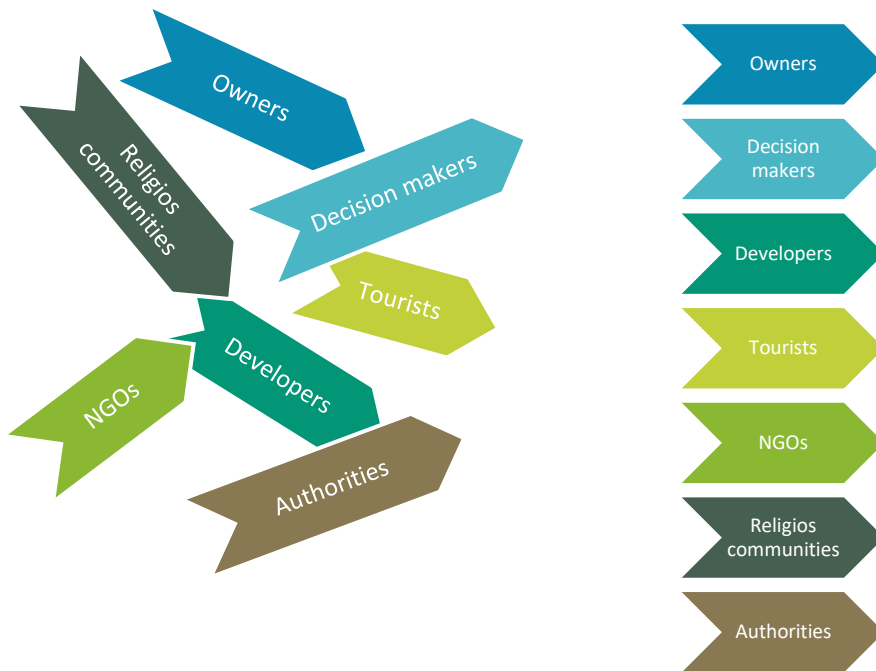 Owners
Religios
communities
Decision makers
Tourists
Developers
NGOs
Authorities
Owners
Decision
makers
Developers
Tourists
NGOs
Religios
communities
Authorities